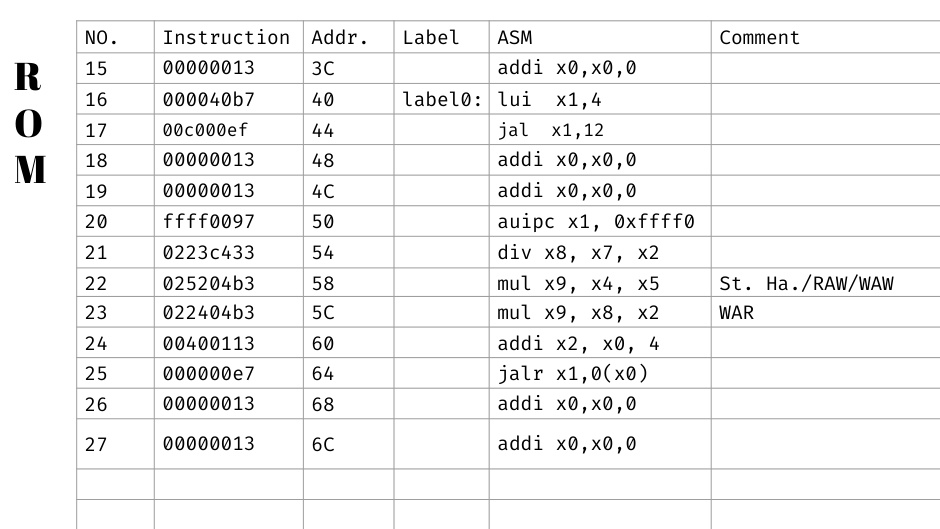 ROM
NO. Instruction Addr. Label ASM Comment
15 00000013 3C addi x0,x0,0
16 000040b7 40 label0: lui x1,4
17 00c000ef 44 jal x1,12
18 00000013 48 addi x0,x0,0
19 00000013 4C addi x0,x0,0
20 ffff0097 50 auipc x1, 0xffff0
21 0223c433 54 div x8, x7, x2
22 025204b3 58 mul x9, x4, x5 St. Ha./RAW/WAW
23 022404b3 5C mul x9, x8, x2 WAR
24 00400113 60 addi x2, x0, 4
25 000000e7 64 jalr x1,0(x0)
26 00000013 68 addi x0,x0,0
27 00000013 6C addi x0,x0,0